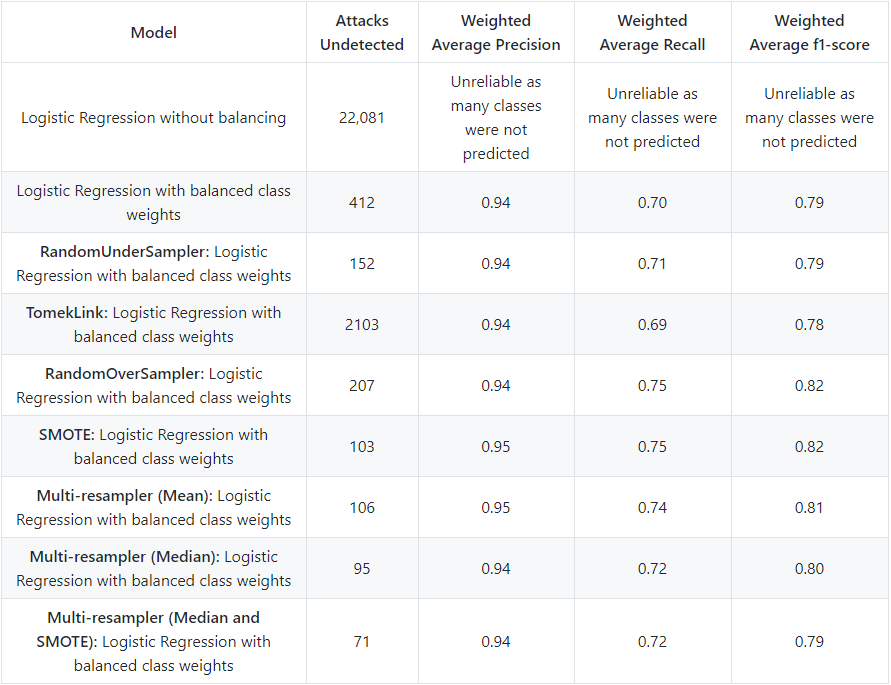 Model
Attacks
Undetected
Weighted
Average Precision
Weighted
Average Recall
Weighted
Average f1-score
Logistic Regression without balancing
22,081
Unreliable as
many classes
were not
predicted
Unreliable as
many classes were
not predicted
Unreliable as
many classes were
not predicted
Logistic Regression with balanced class
weights
412
0.94
0.70
0.79
RandomUnderSampler: Logistic
Regression with balanced class weights
152
0.94
0.71
0.79
TomekLink: Logistic Regression with
balanced class weights
2103
0.94
0.69
0.78
RandomOverSampler: Logistic
Regression with balanced class weights
207
0.94
0.75
0.82
SMOTE: Logistic Regression with
balanced class weights
103
0.95
0.75
0.82
Multi-resampler (Mean): Logistic
Regression with balanced class weights
106
0.95
0.74
0.81
Multi-resampler (Median): Logistic
Regression with balanced class weights
95
0.94
0.72
0.80
Multi-resampler (Median and
SMOTE): Logistic Regression with
balanced class weights
71
0.94
0.72
0.79